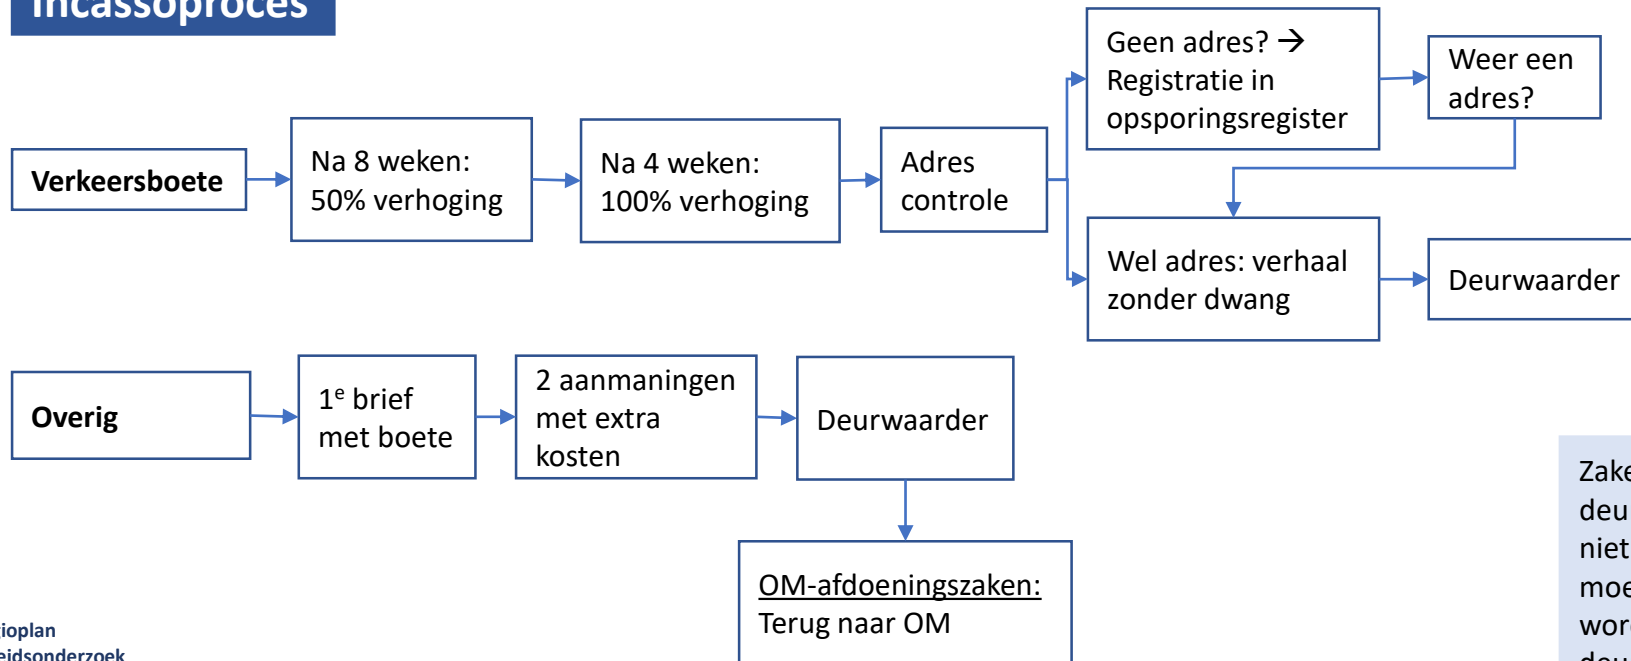 Incassoproces
Geen adres? →
Registratie in
opsporingsregister
Weer een
adres?
Verkeersboete
Na 8 weken:
50% verhoging
Na 4 weken:
100% verhoging
Adres
controle
Wel adres: verhaal
zonder dwang
Deurwaarder
Overig
1e brief
met boete
2 aanmaningen
met extra
kosten
Deurwaarder
OM-afdoeningszaken:
Terug naar OM
niet